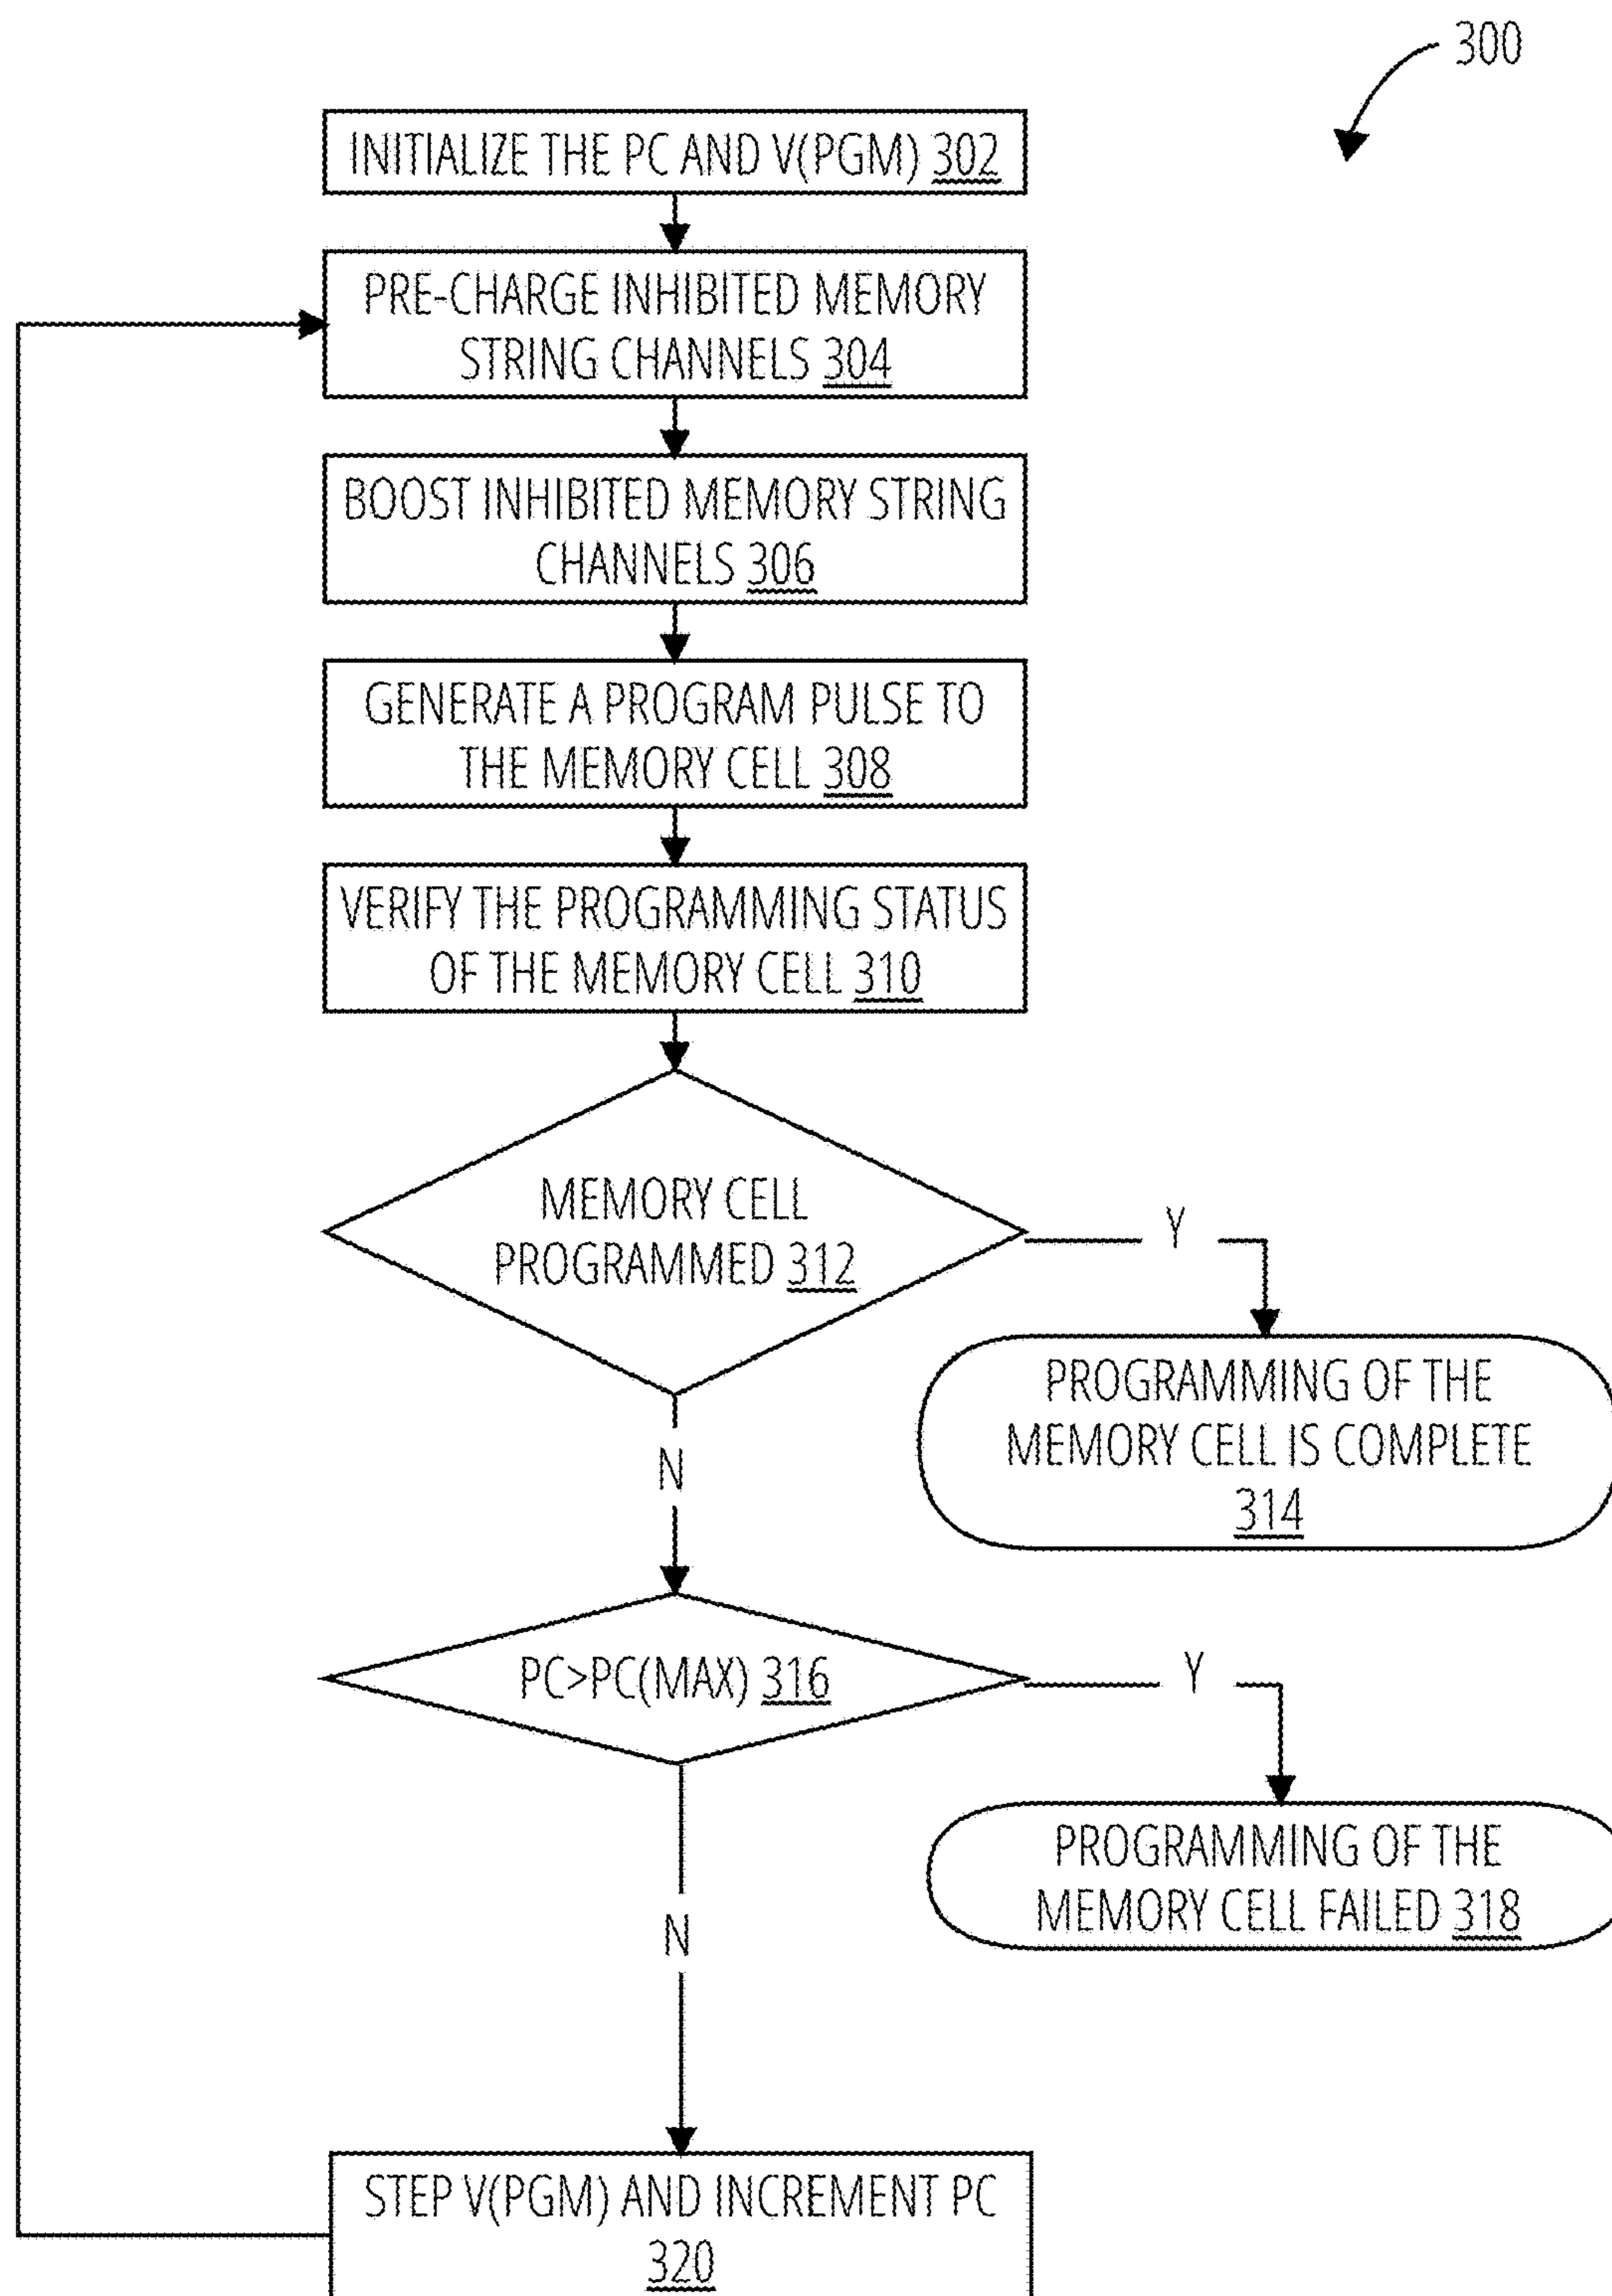 300
INITIALIZE THE PC AND V(PGM) 302
PRE-CHARGE INHIBITED MEMORY
STRING CHANNELS 304
BOOST INHIBITED MEMORY STRING
CHANNELS 306
GENERATE A PROGRAM PULSE TO
THE MEMORY CELL 308
VERIFY THE PROGRAMMING STATUS
OF THE MEMORY CELL 310
MEMORY CELL
PROGRAMMED 312
Y
PROGRAMMING OF THE
MEMORY CELL IS COMPLETE
314
N
PC>PC(MAX) 316
Y
PROGRAMMING OF THE
MEMORY CELL FAILED 318
N
STEP V(PGM) AND INCREMENT PC
320